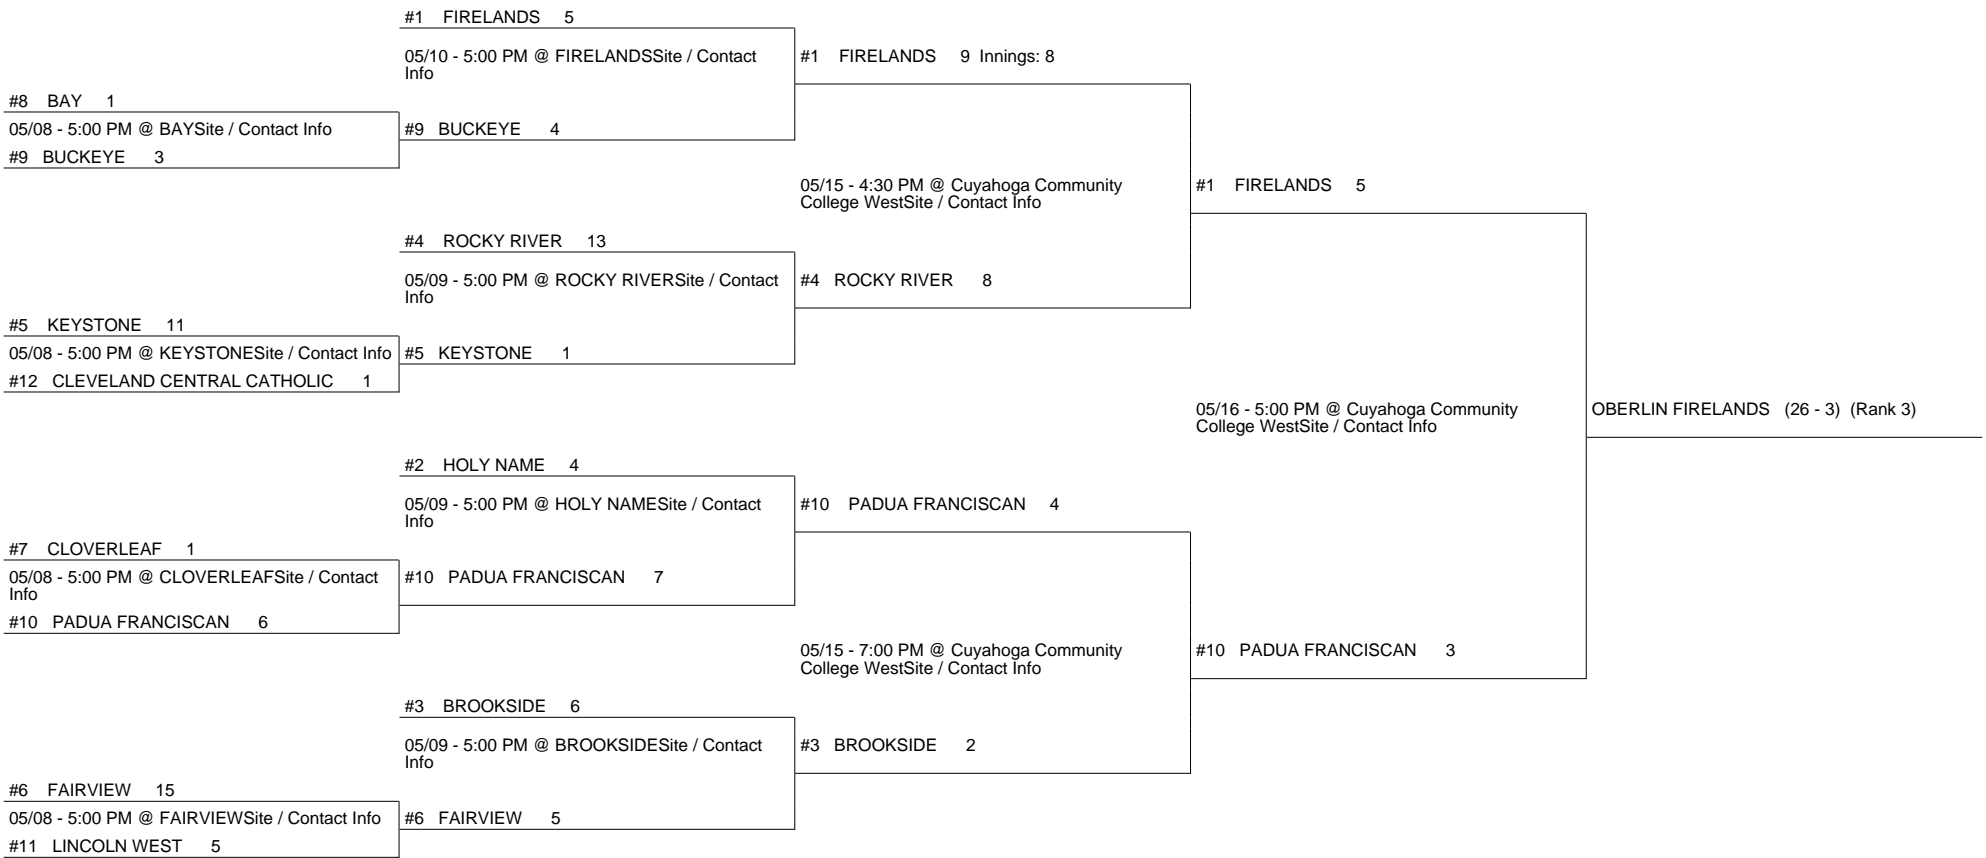 #1 FIRELANDS 5
05/10 - 5:00 PM @ FIRELANDSSite / Contact
Info
#1 FIRELANDS 9 Innings: 8
#8 BAY 1
05/08 - 5:00 PM @ BAYSite / Contact Info
#9 BUCKEYE 4
#9 BUCKEYE 3
05/15 - 4:30 PM @ Cuyahoga Community
College WestSite / Contact Info
#1 FIRELANDS 5
#4 ROCKY RIVER 13
05/09 - 5:00 PM @ ROCKY RIVERSite / Contact
Info
#4 ROCKY RIVER 8
#5 KEYSTONE 11
05/08 - 5:00 PM @ KEYSTONESite / Contact Info
#5 KEYSTONE 1
#12 CLEVELAND CENTRAL CATHOLIC 1
05/16 - 5:00 PM @ Cuyahoga Community
College WestSite / Contact Info
OBERLIN FIRELANDS (26 - 3) (Rank 3)
#2 HOLY NAME 4
05/09 - 5:00 PM @ HOLY NAMESite / Contact
Info
#10 PADUA FRANCISCAN 4
#7 CLOVERLEAF 1
05/08 - 5:00 PM @ CLOVERLEAFSite / Contact
Info
#10 PADUA FRANCISCAN 7
#10 PADUA FRANCISCAN 6
05/15 - 7:00 PM @ Cuyahoga Community
College WestSite / Contact Info
#10 PADUA FRANCISCAN 3
#3 BROOKSIDE 6
05/09 - 5:00 PM @ BROOKSIDESite / Contact
Info
#3 BROOKSIDE 2
#6 FAIRVIEW 15
05/08 - 5:00 PM @ FAIRVIEWSite / Contact Info
#6 FAIRVIEW 5
#11 LINCOLN WEST 5